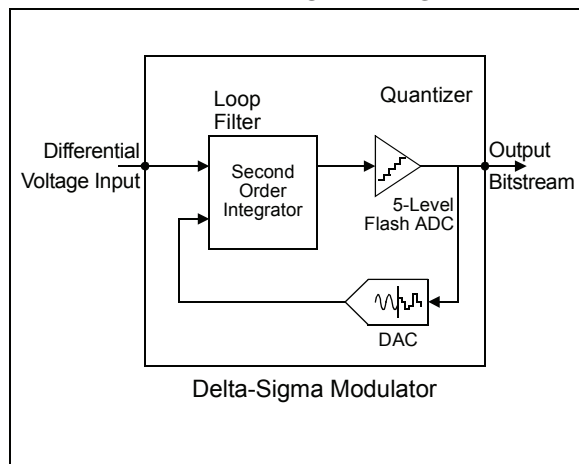 Loop
Filter
Quantizer
Differential
Voltage Input
Second
Order
Integrator
Output
Bitstream
5-Level
Flash ADC
DAC
Delta-Sigma Modulator